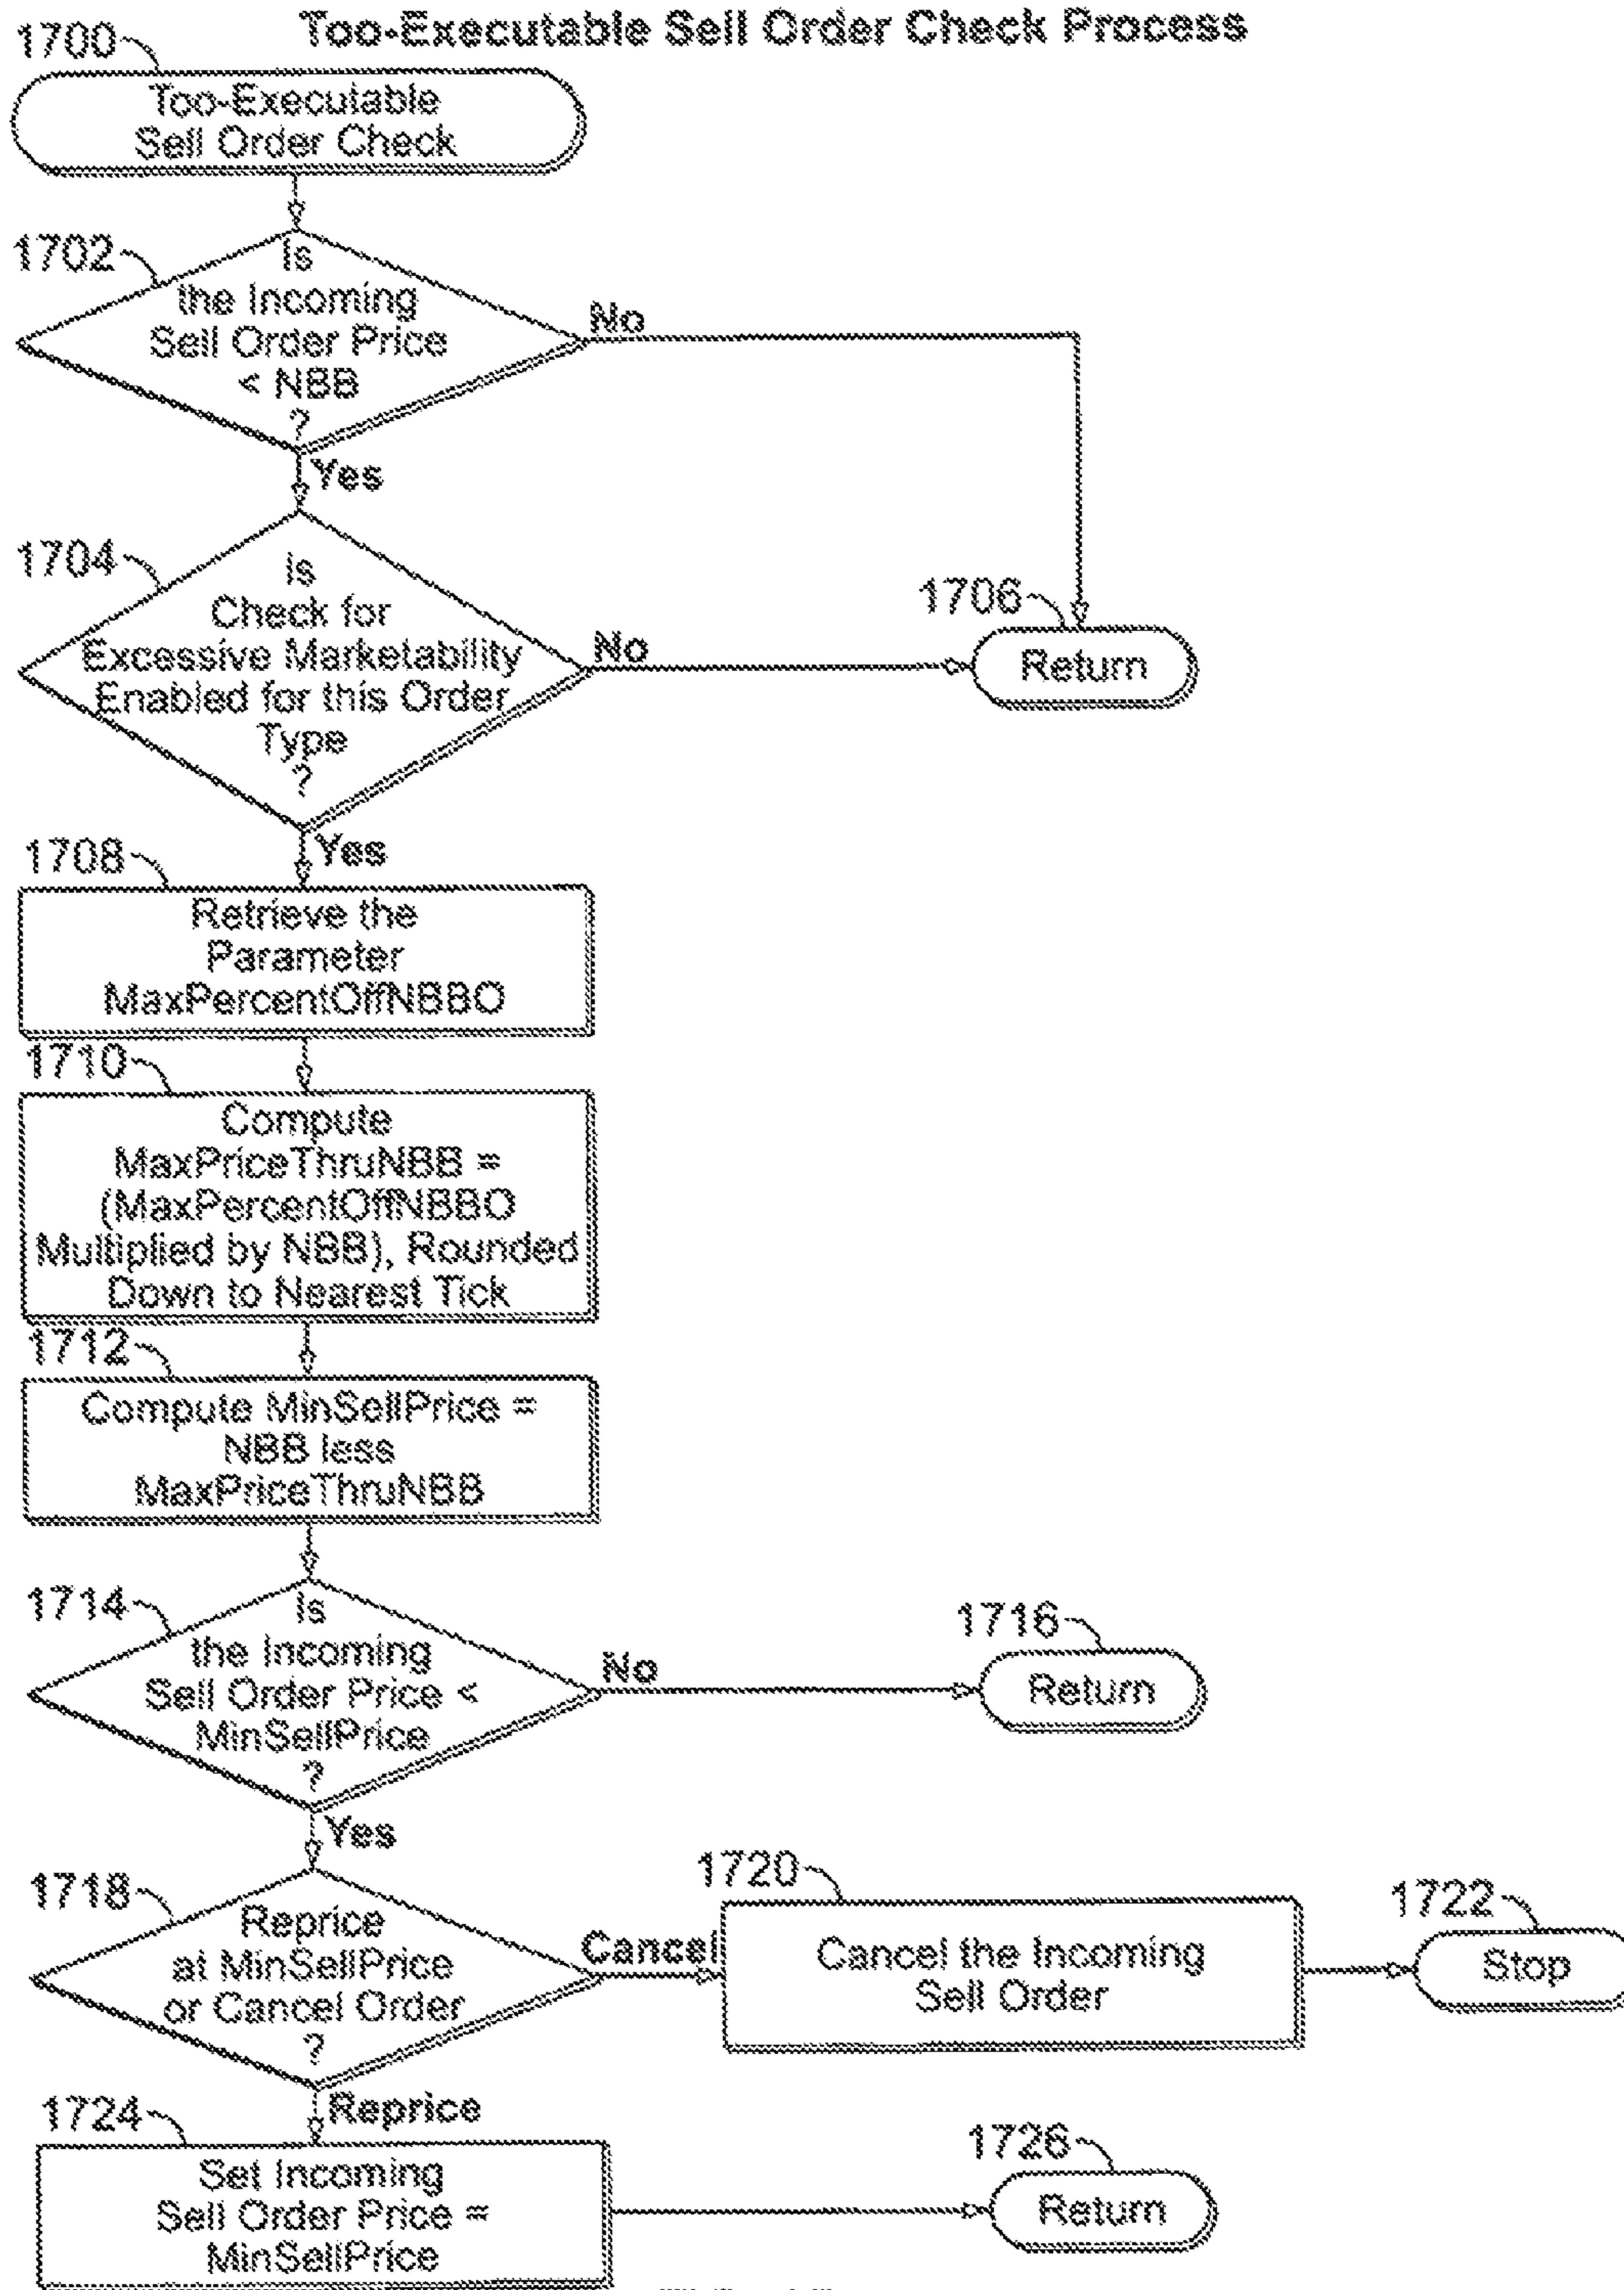 Too-Executable Sell Order Check Process
1700
Too-Executable
Sell Order Check
1702
Is
the Incoming
Sell Order Price
< NBB
?
No
Yes
1704
Is
Check for
Excessive Marketability
Enabled for this Order
Type
?
No
1706
Return
Yes
1708
Retrieve the
Parameter
MaxPercentOffNBBO
1710
Compute
MaxPriceThruNBB =
(MaxPercentOffNBBO
Multiplied by NBB), Rounded
Down to Nearest Tick
1712
Compute MinSellPrice =
NBB less
MaxPriceThruNBB
1714
Is
the Incoming
Sell Order Price <
MinSellPrice
?
No
1716
Return
Yes
1718
Reprice
at MinSellPrice
or Cancel Order
?
Cancel
1720
Cancel the Incoming
Sell Order
1722
Stop
Reprice
1724
Set Incoming
Sell Order Price =
MinSellPrice
1726
Return